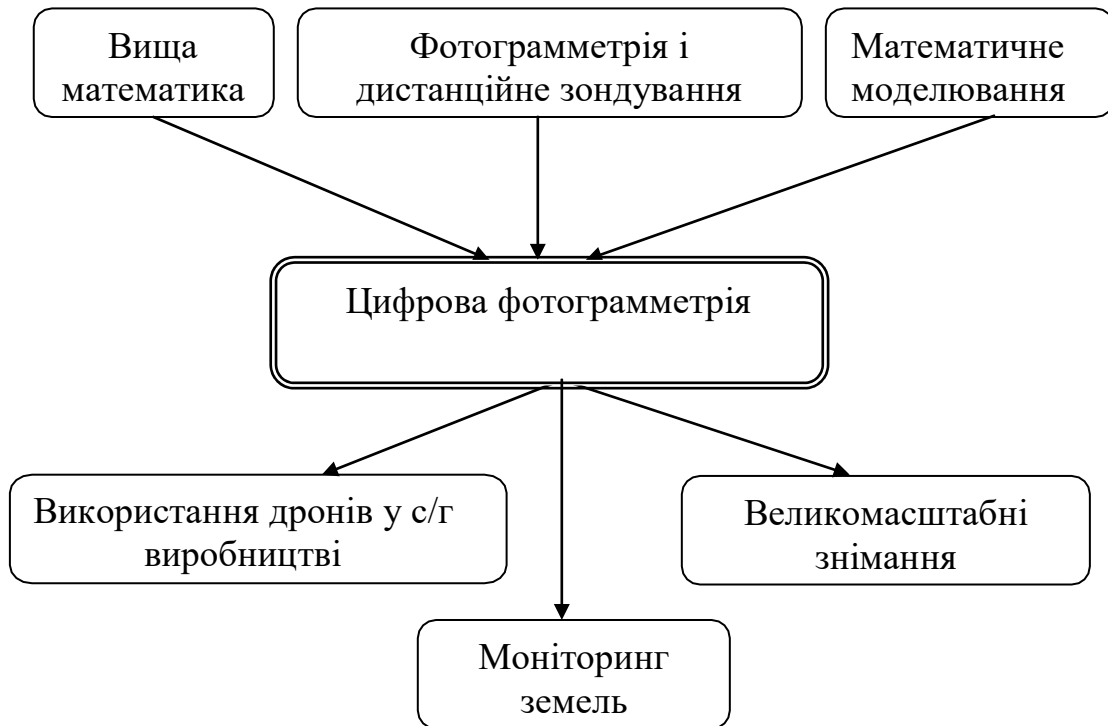 Вища
математика
Фотограмметрія і
дистанційне зондування
Математичне
моделювання
Цифрова фотограмметрія
Використання дронів у с/г
виробництві
Великомасштабні
знімання
Моніторинг
земель